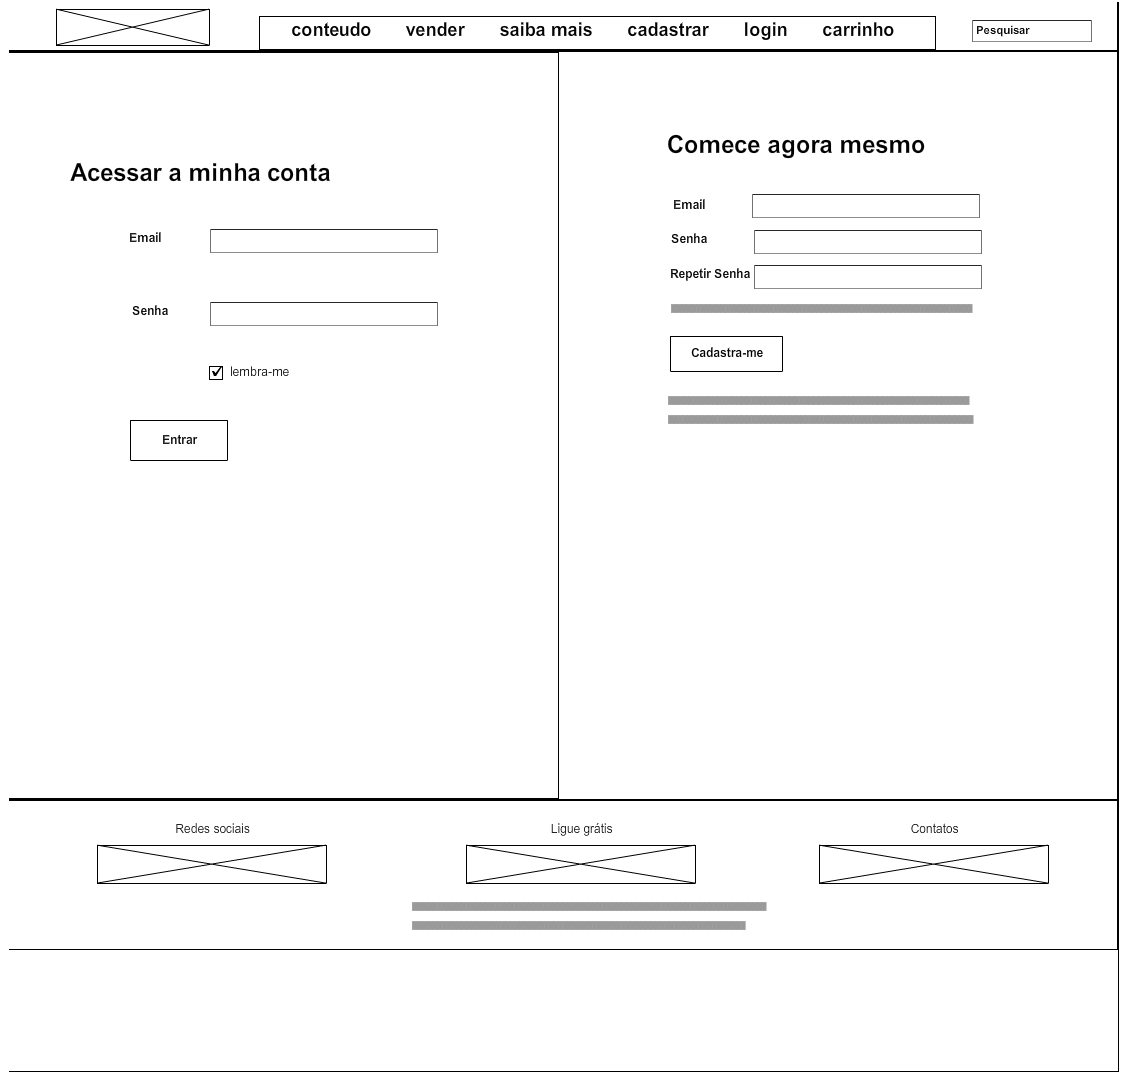 conteudo vender saiba mais cadastrar login carrinho
Pesquisar
Acessar a minha conta
Email
Senha
lembra-me
Entrar
Comece agora mesmo
Email
Senha
Repetir Senha
Cadastra-me
Redes sociais
Ligue grátis
Contatos